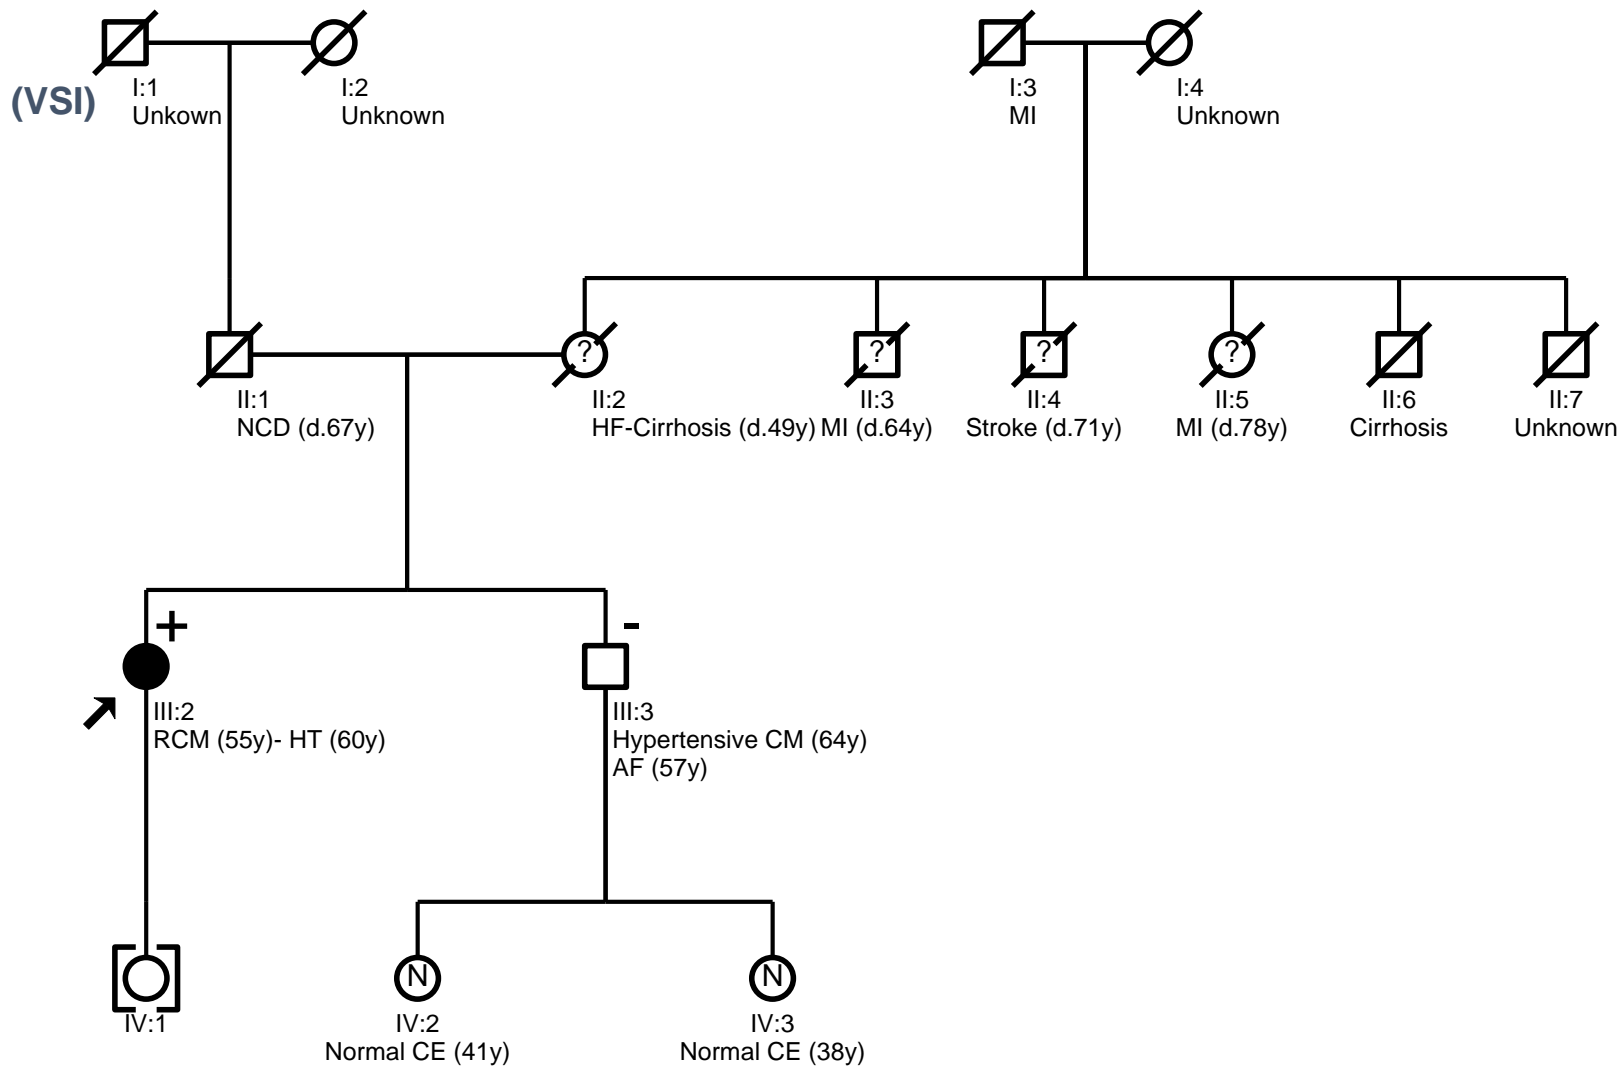 I:1
Unkown
I:2
Unknown
I:3
MI
I:4
Unknown
(VSI)
?
?
?
?
II:1
NCD (d.67y)
II:2
HF-Cirrhosis (d.49y)
II:3
MI (d.64y)
II:4
Stroke (d.71y)
II:5
MI (d.78y)
II:6
Cirrhosis
II:7
Unknown
+
-
III:2
RCM (55y)- HT (60y)
III:3
Hypertensive CM (64y)
AF (57y)
N
N
IV:1
IV:2
Normal CE (41y)
IV:3
Normal CE (38y)